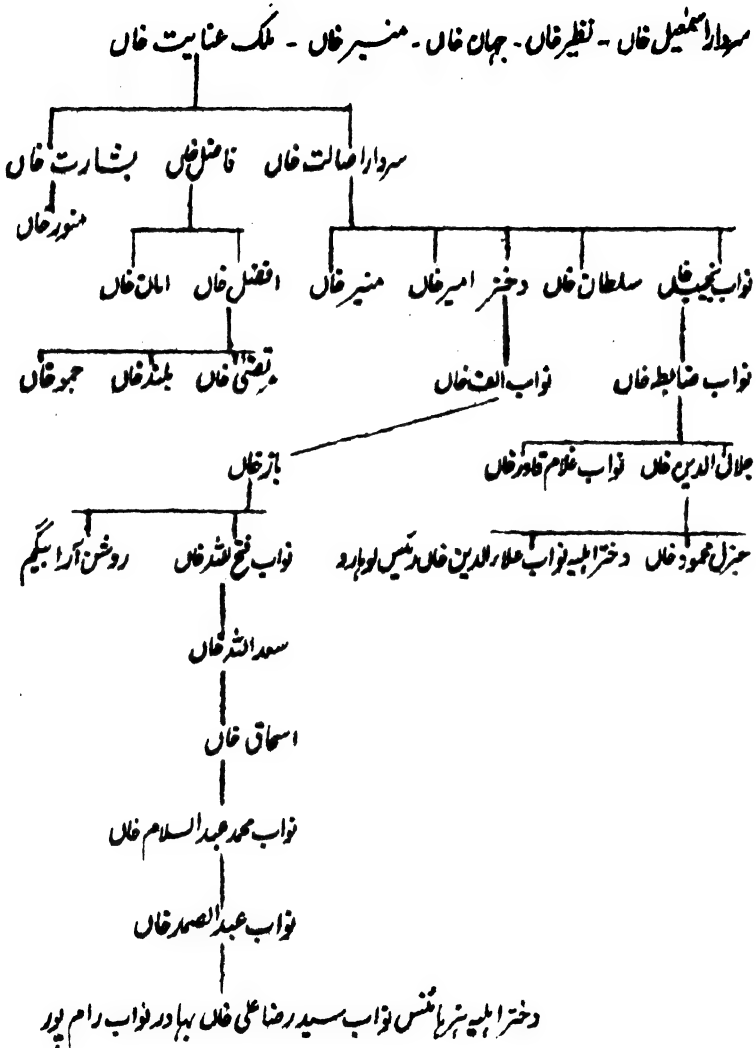 سردار اسمٰعیل خاں - نظیر خاں - جہان خاں - منیر خاں - ملک عنایت خاں
سردار اصالت خاں فاضل خاں بشارت خاں
منور خاں
نواب نجیب خاں سلطان خاں دختر امیر خاں منیر خاں افضل خاں امان خاں
نواب ضابطہ خاں نواب الف خاں مرتضیٰ خاں بلند خاں حمو خاں
جلال الدین خاں نواب غلام قادر خاں باز خاں
جنرل محمود خاں دختر اہلیہ نواب علاء الدین خاں رئیس لوہارو نواب فتح اللہ خاں روشن آرا بیگم
سعد اللہ خاں
اسحاق خاں
نواب محمد عبد السلام خاں
نواب عبد الصمد خاں
دختر اہلیہ ہزہائنس نواب سید رضا علی خاں بہادر نواب رام پور